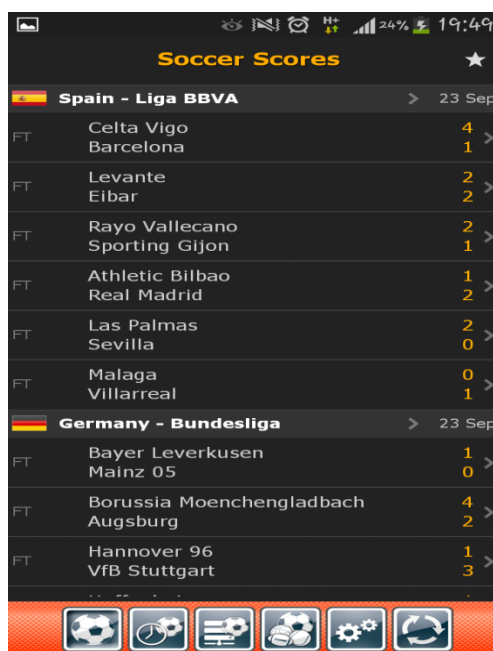 H+ 24% 19:49
Soccer Scores
Spain - Liga BBVA 23 Sep
FT Celta Vigo 4
Barcelona 1
FT Levante 2
Eibar 2
FT Rayo Vallecano 2
Sporting Gijon 1
FT Athletic Bilbao 1
Real Madrid 2
FT Las Palmas 2
Sevilla 0
FT Malaga 0
Villarreal 1
Germany - Bundesliga 23 Sep
FT Bayer Leverkusen 1
Mainz 05 0
FT Borussia Moenchengladbach 4
Augsburg 2
FT Hannover 96 1
VfB Stuttgart 3